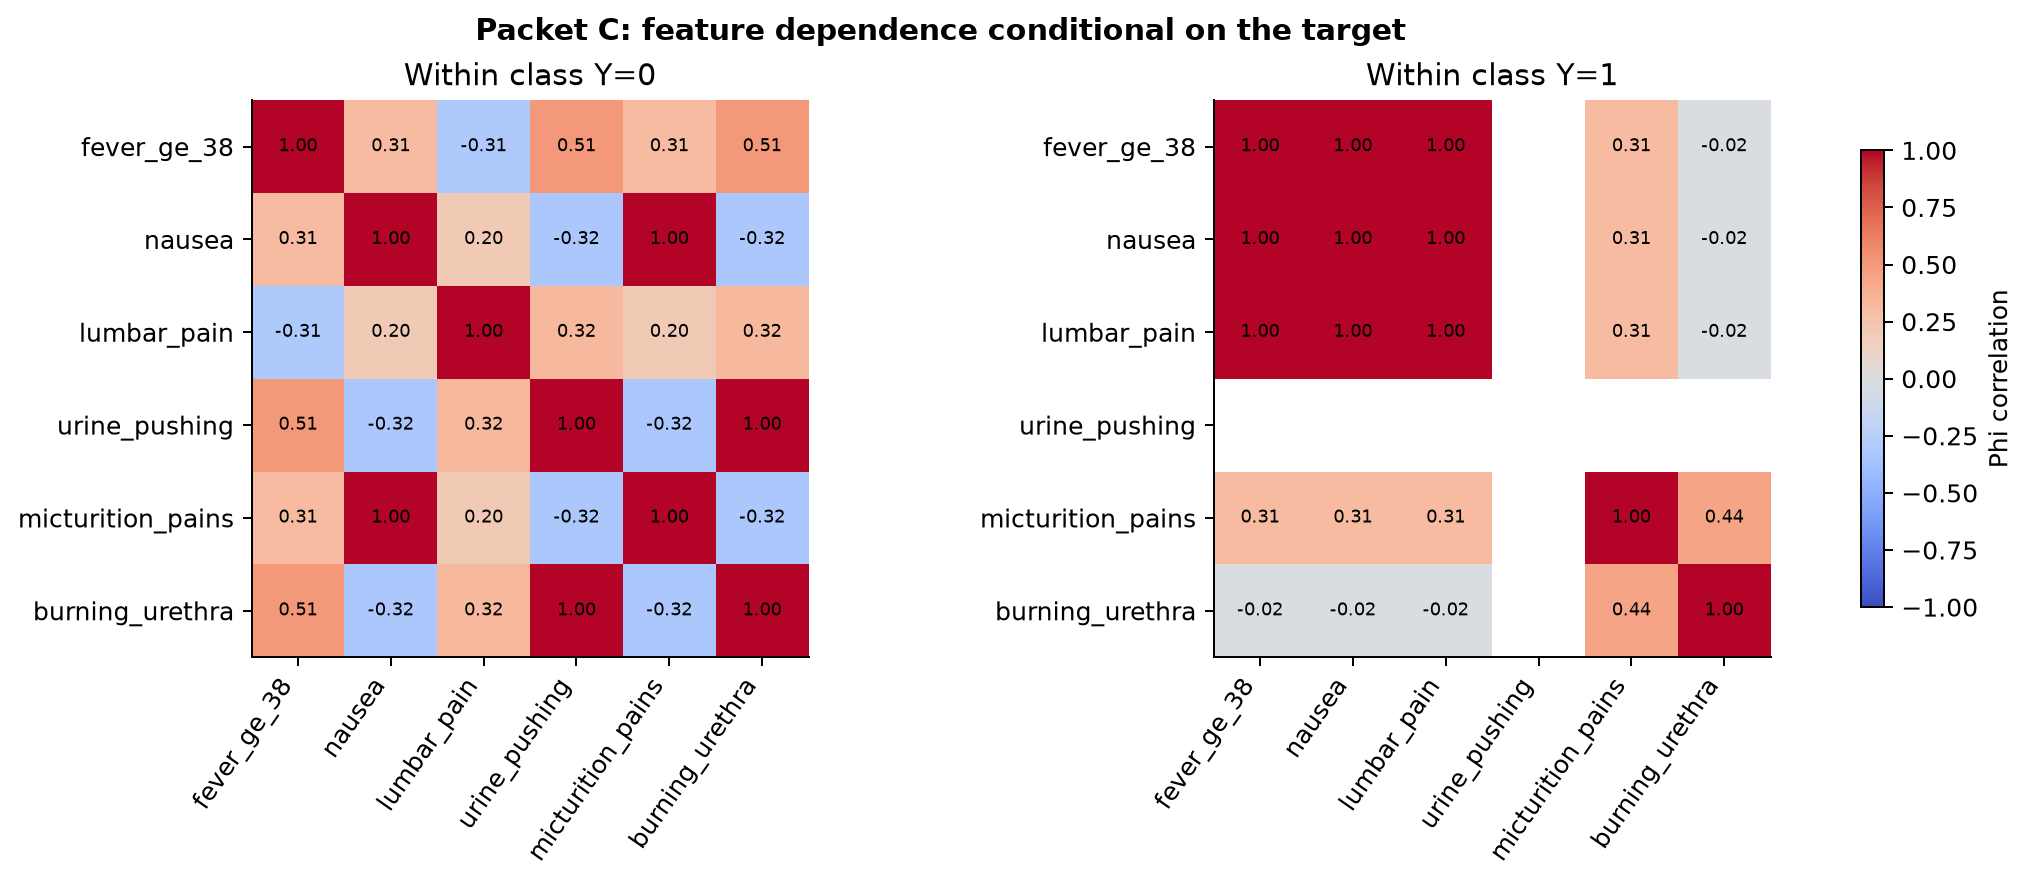 Packet C: feature dependence conditional on the target
Within class Y=0
fever_ge_38 1.00 0.31 -0.31 0.51 0.31 0.51
nausea 0.31 1.00 0.20 -0.32 1.00 -0.32
lumbar_pain -0.31 0.20 1.00 0.32 0.20 0.32
urine_pushing 0.51 -0.32 0.32 1.00 -0.32 1.00
micturition_pains 0.31 1.00 0.20 -0.32 1.00 -0.32
burning_urethra 0.51 -0.32 0.32 1.00 -0.32 1.00
fever_ge_38
nausea
lumbar_pain
urine_pushing
micturition_pains
burning_urethra
Within class Y=1
fever_ge_38 1.00 1.00 1.00 0.31 -0.02
nausea 1.00 1.00 1.00 0.31 -0.02
lumbar_pain 1.00 1.00 1.00 0.31 -0.02
urine_pushing
micturition_pains 0.31 0.31 0.31 1.00 0.44
burning_urethra -0.02 -0.02 -0.02 0.44 1.00
fever_ge_38
nausea
lumbar_pain
urine_pushing
micturition_pains
burning_urethra
1.00
0.75
0.50
0.25
0.00
−0.25
−0.50
−0.75
−1.00
Phi correlation